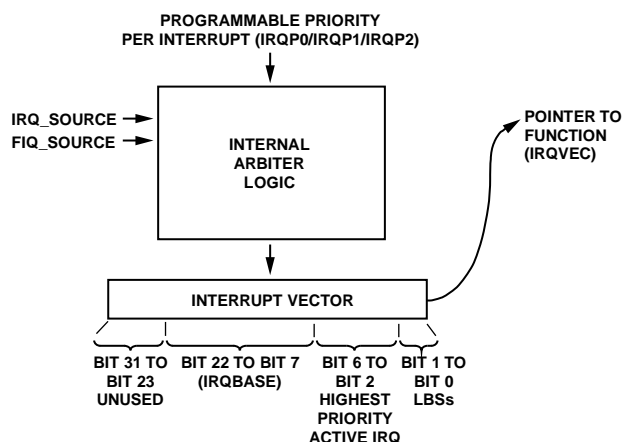 PROGRAMMABLE PRIORITY
PER INTERRUPT (IRQP0/IRQP1/IRQP2)
IRQ_SOURCE
FIQ_SOURCE
INTERNAL
ARBITER
LOGIC
POINTER TO
FUNCTION
(IRQVEC)
INTERRUPT VECTOR
BIT 31 TO
BIT 23
UNUSED
BIT 22 TO BIT 7
(IRQBASE)
BIT 6 TO
BIT 2
HIGHEST
PRIORITY
ACTIVE IRQ
BIT 1 TO
BIT 0
LBSs